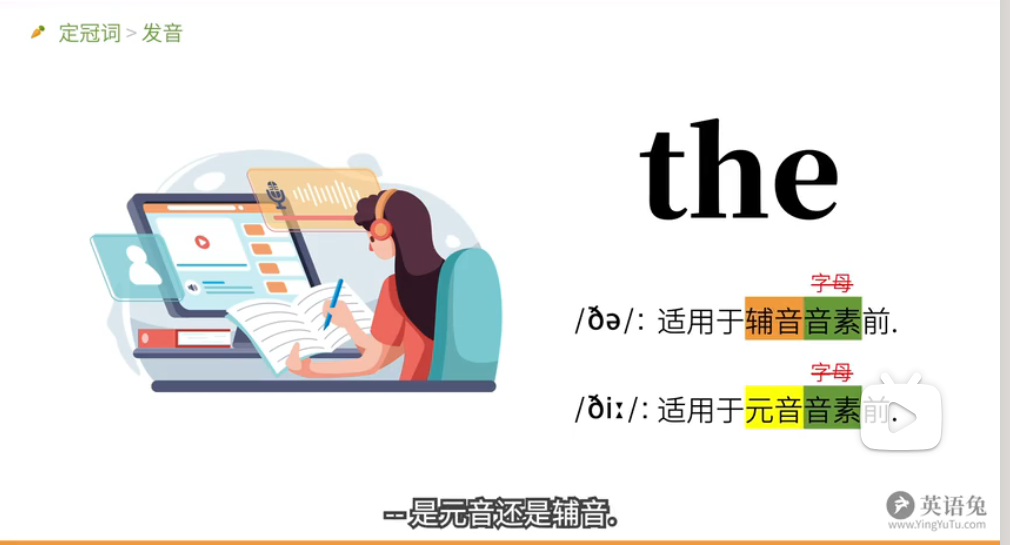 定冠词 > 发音
the
字母
/ðə/: 适用于辅音音素前.
字母
/ðiː/: 适用于元音音素前.
-- 是元音还是辅音.
英语兔
www.YingYuTu.com